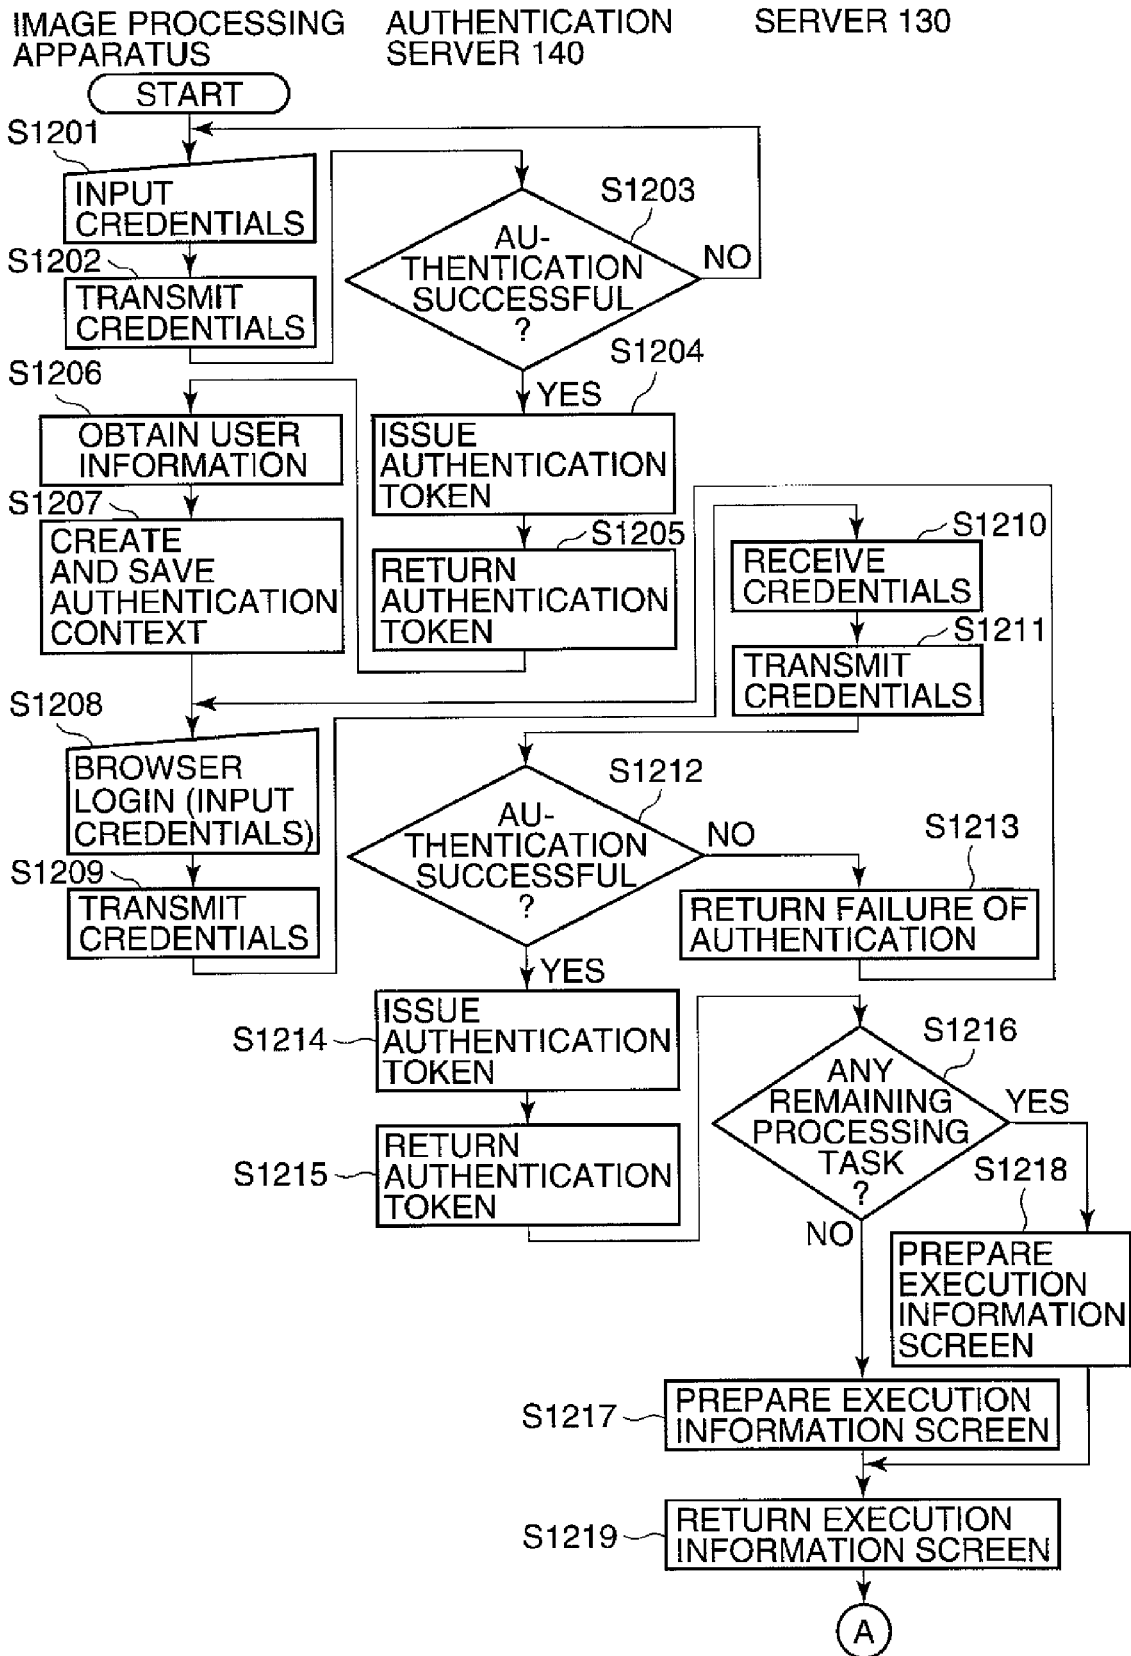 IMAGE PROCESSING
APPARATUS
AUTHENTICATION
SERVER 140
SERVER 130
START
S1201
INPUT
CREDENTIALS
S1202
TRANSMIT
CREDENTIALS
S1203
AU-
THENTICATION
SUCCESSFUL
?
NO
YES
S1204
ISSUE
AUTHENTICATION
TOKEN
S1205
RETURN
AUTHENTICATION
TOKEN
S1206
OBTAIN USER
INFORMATION
S1207
CREATE
AND SAVE
AUTHENTICATION
CONTEXT
S1208
BROWSER
LOGIN (INPUT
CREDENTIALS)
S1209
TRANSMIT
CREDENTIALS
S1210
RECEIVE
CREDENTIALS
S1211
TRANSMIT
CREDENTIALS
S1212
AU-
THENTICATION
SUCCESSFUL
?
NO
YES
S1213
RETURN FAILURE OF
AUTHENTICATION
S1214
ISSUE
AUTHENTICATION
TOKEN
S1215
RETURN
AUTHENTICATION
TOKEN
S1216
ANY
REMAINING
PROCESSING
TASK
?
YES
NO
S1218
PREPARE
EXECUTION
INFORMATION
SCREEN
S1217
PREPARE EXECUTION
INFORMATION SCREEN
S1219
RETURN EXECUTION
INFORMATION SCREEN
A